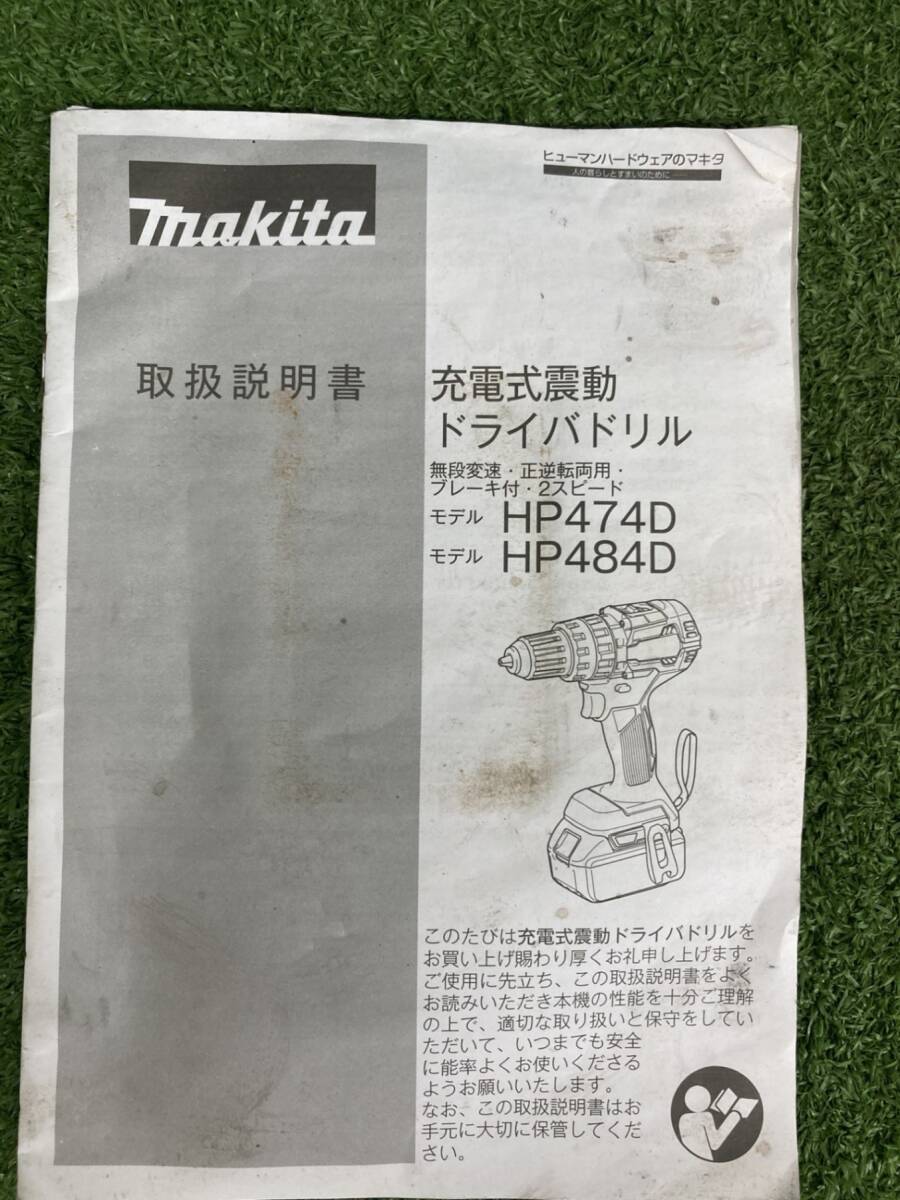 makita
ヒューマンハードウェアのマキタ
人の暮らしとすまいのために
取扱説明書
充電式震動
ドライバドリル
無段変速・正逆転両用・
ブレーキ付・2スピード
モデル HP474D
モデル HP484D
このたびは充電式震動ドライバドリルを
お買い上げ賜わり厚くお礼申し上げます。
ご使用に先立ち、この取扱説明書をよく
お読みいただき本機の性能を十分ご理解
の上で、適切な取り扱いと保守をしてい
ただいて、いつまでも安全
に能率よくお使いくださる
ようお願いいたします。
なお、この取扱説明書はお
手元に大切に保管してくだ
さい。